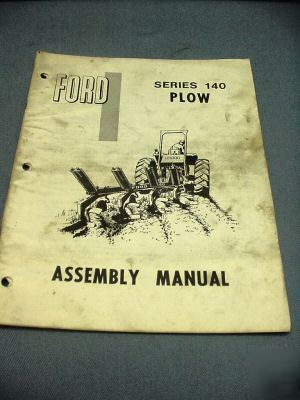 FORD
SERIES 140
PLOW
ASSEMBLY MANUAL